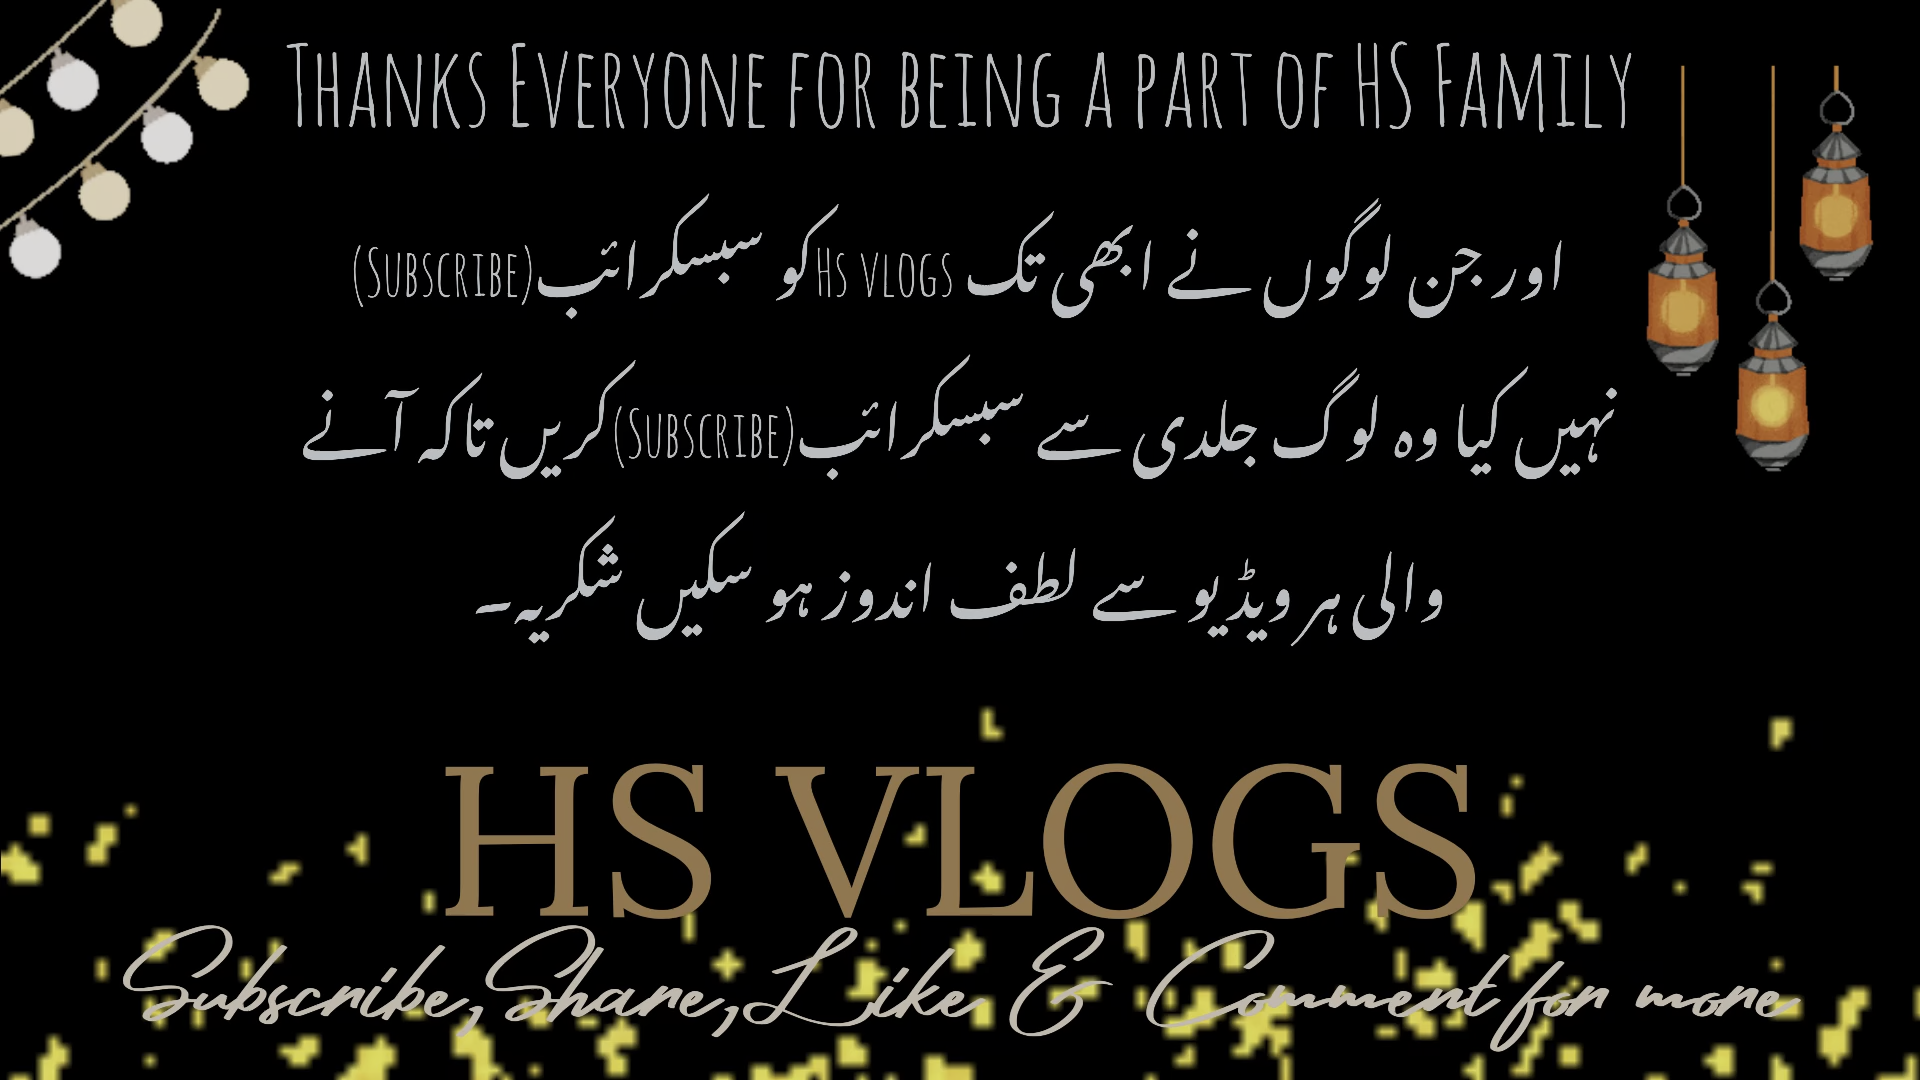 Thanks Everyone for being a part of HS Family
اور جن لوگوں نے ابھی تک Hs vlogs کو سبسکرائب(Subscribe)
نہیں کیا وہ لوگ جلدی سے سبسکرائب(Subscribe)کریں تاکہ آنے
والی ہر ویڈیو سے لطف اندوز ہو سکیں شکریہ۔
HS VLOGS
Subscribe,Share,Like & Comment for more